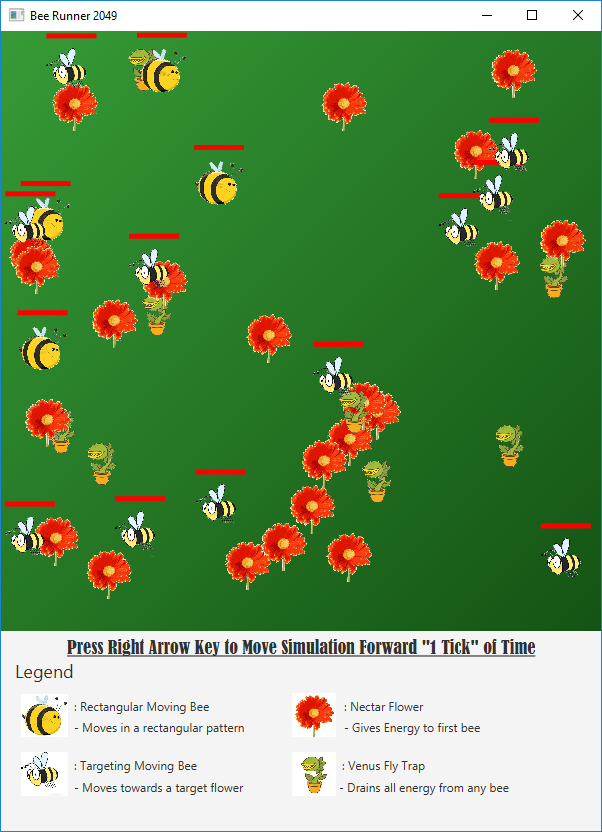 Bee Runner 2049
Press Right Arrow Key to Move Simulation Forward "1 Tick" of Time
Legend
: Rectangular Moving Bee
- Moves in a rectangular pattern
: Nectar Flower
- Gives Energy to first bee
: Targeting Moving Bee
- Moves towards a target flower
: Venus Fly Trap
- Drains all energy from any bee